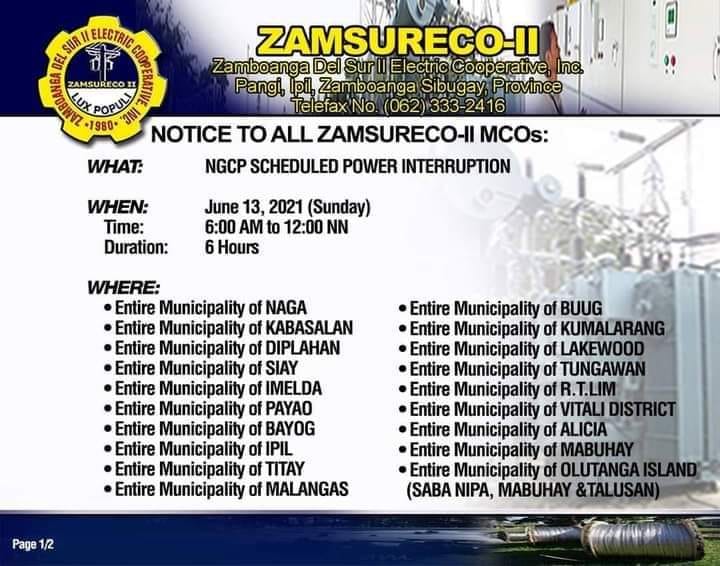 ZAMSURECO-II
Zamboanga Del Sur II Electric Cooperative, Inc.
Pangi, Ipil, Zamboanga Sibugay, Province
Telefax No. (062) 333-2416
ZAMBOANGA DEL SUR II ELECTRIC COOPERATIVE, INC.
ZAMSURECO II
LUX POPULI
•1980•
NOTICE TO ALL ZAMSURECO-II MCOs:
WHAT: NGCP SCHEDULED POWER INTERRUPTION
WHEN: June 13, 2021 (Sunday)
Time: 6:00 AM to 12:00 NN
Duration: 6 Hours
WHERE:
• Entire Municipality of NAGA
• Entire Municipality of KABASALAN
• Entire Municipality of DIPLAHAN
• Entire Municipality of SIAY
• Entire Municipality of IMELDA
• Entire Municipality of PAYAO
• Entire Municipality of BAYOG
• Entire Municipality of IPIL
• Entire Municipality of TITAY
• Entire Municipality of MALANGAS
• Entire Municipality of BUUG
• Entire Municipality of KUMALARANG
• Entire Municipality of LAKEWOOD
• Entire Municipality of TUNGAWAN
• Entire Municipality of R.T.LIM
• Entire Municipality of VITALI DISTRICT
• Entire Municipality of ALICIA
• Entire Municipality of MABUHAY
• Entire Municipality of OLUTANGA ISLAND
(SABA NIPA, MABUHAY &TALUSAN)
Page 1/2